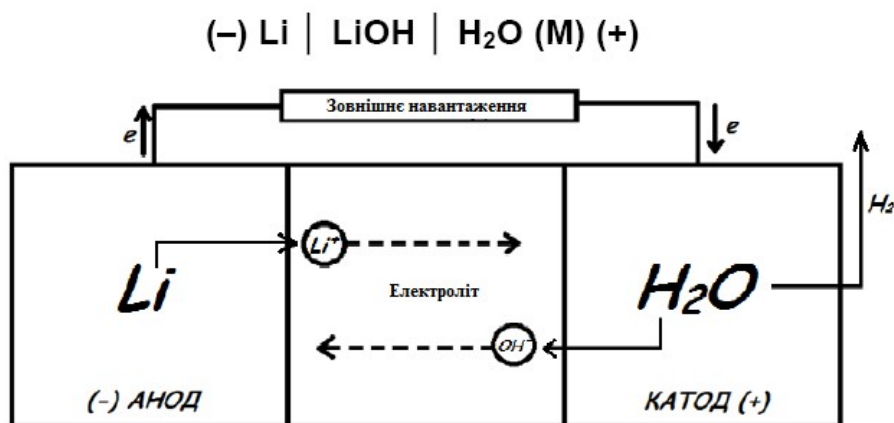 (–) Li | LiOH | H₂O (M) (+)
Зовнішнє навантаження
e
e
H₂
Li⁺
Li
Електроліт
H₂O
OH⁻
(-) АНОД
КАТОД (+)